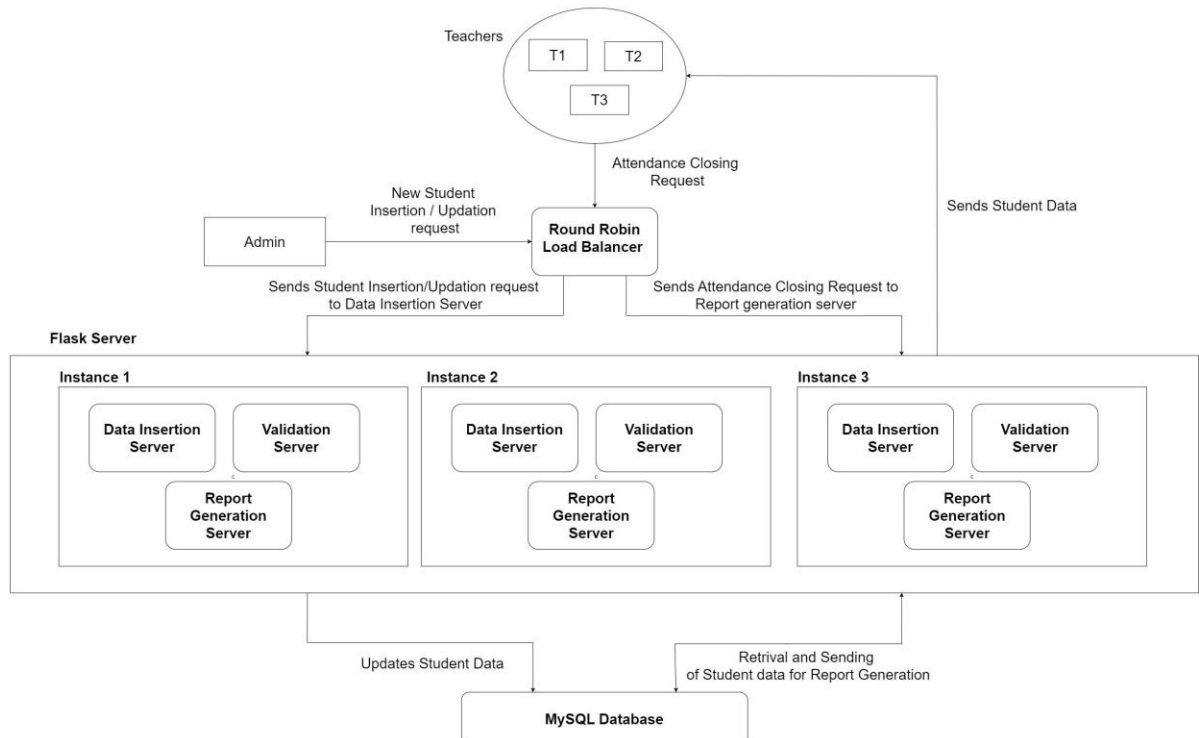 Teachers
T1
T2
T3
Attendance Closing
Request
New Student
Insertion / Updation
request
Sends Student Data
Admin
Round Robin
Load Balancer
Sends Student Insertion/Updation request
to Data Insertion Server
Sends Attendance Closing Request to
Report generation server
Flask Server
Instance 1
Data Insertion
Server
Validation
Server
c
Report
Generation
Server
Instance 2
Data Insertion
Server
Validation
Server
c
Report
Generation
Server
Instance 3
Data Insertion
Server
Validation
Server
c
Report
Generation
Server
Updates Student Data
Retrival and Sending
of Student data for Report Generation
MySQL Database